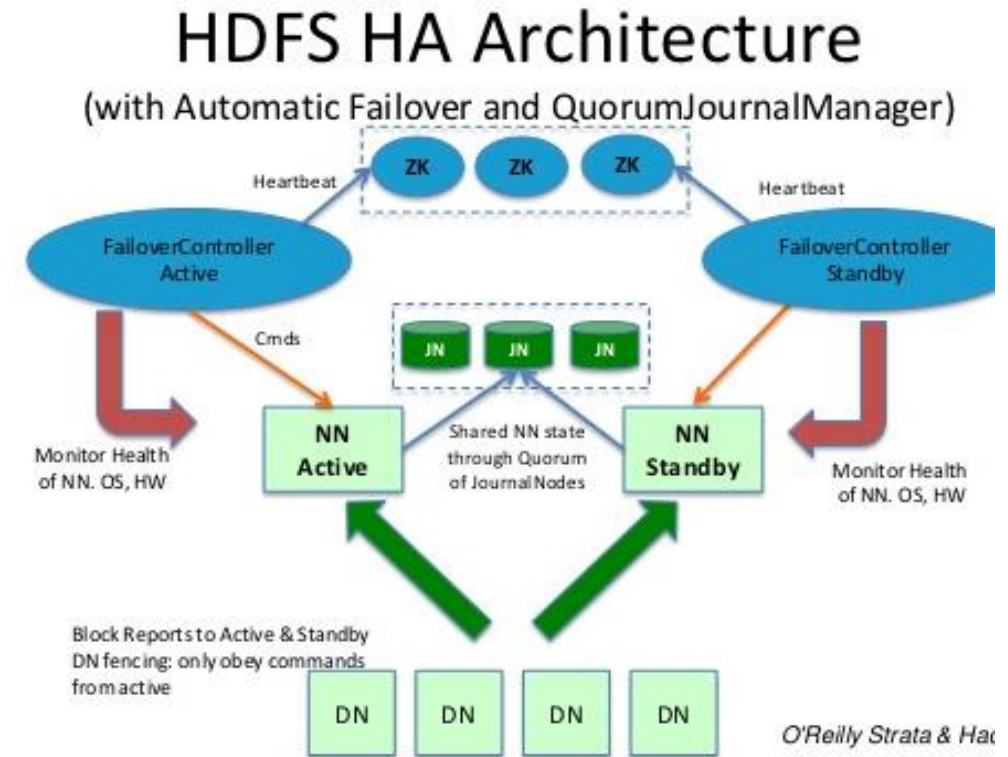 HDFS HA Architecture
(with Automatic Failover and QuorumJournalManager)
ZK ZK ZK
Heartbeat
Heartbeat
FailoverController
Active
FailoverController
Standby
Cmds
JN JN JN
NN
Active
Shared NN state
through Quorum
of JournalNodes
NN
Standby
Monitor Health
of NN. OS, HW
Monitor Health
of NN. OS, HW
Block Reports to Active & Standby
DN fencing: only obey commands
from active
DN DN DN DN
O'Reilly Strata &